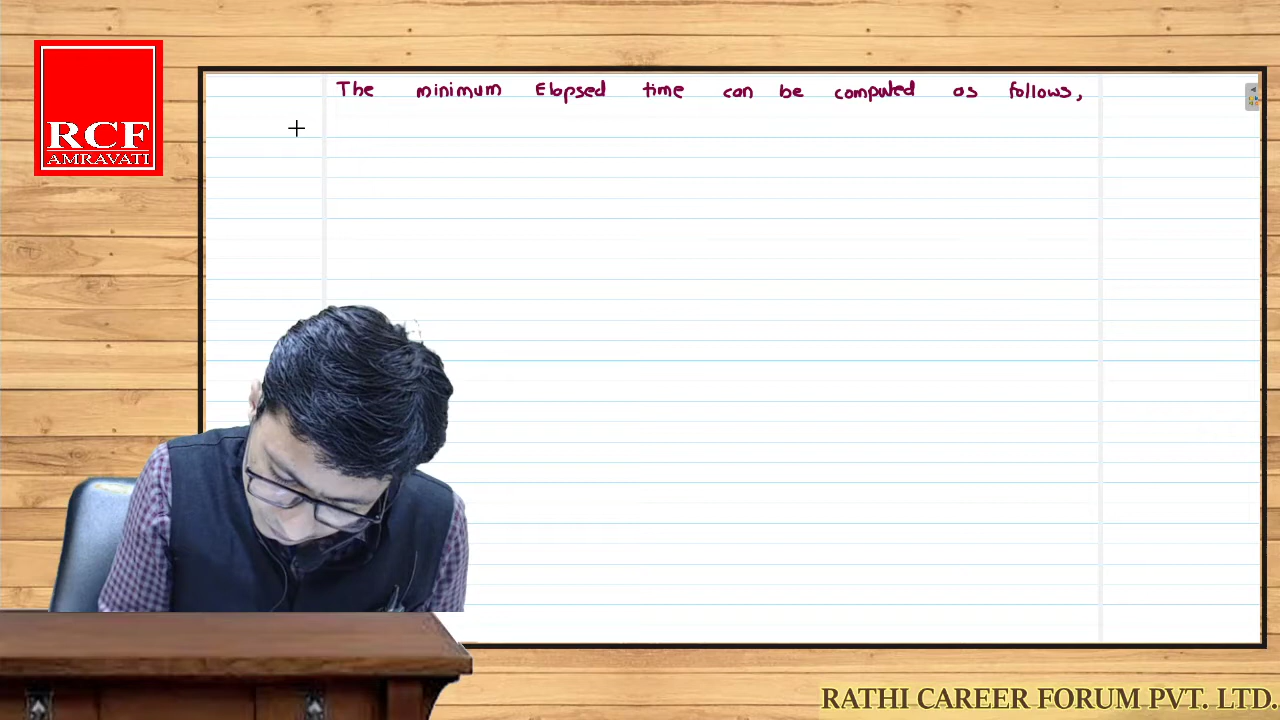 RCF
AMRAVATI
The minimum Elapsed time can be computed as follows,
RATHI CAREER FORUM PVT. LTD.